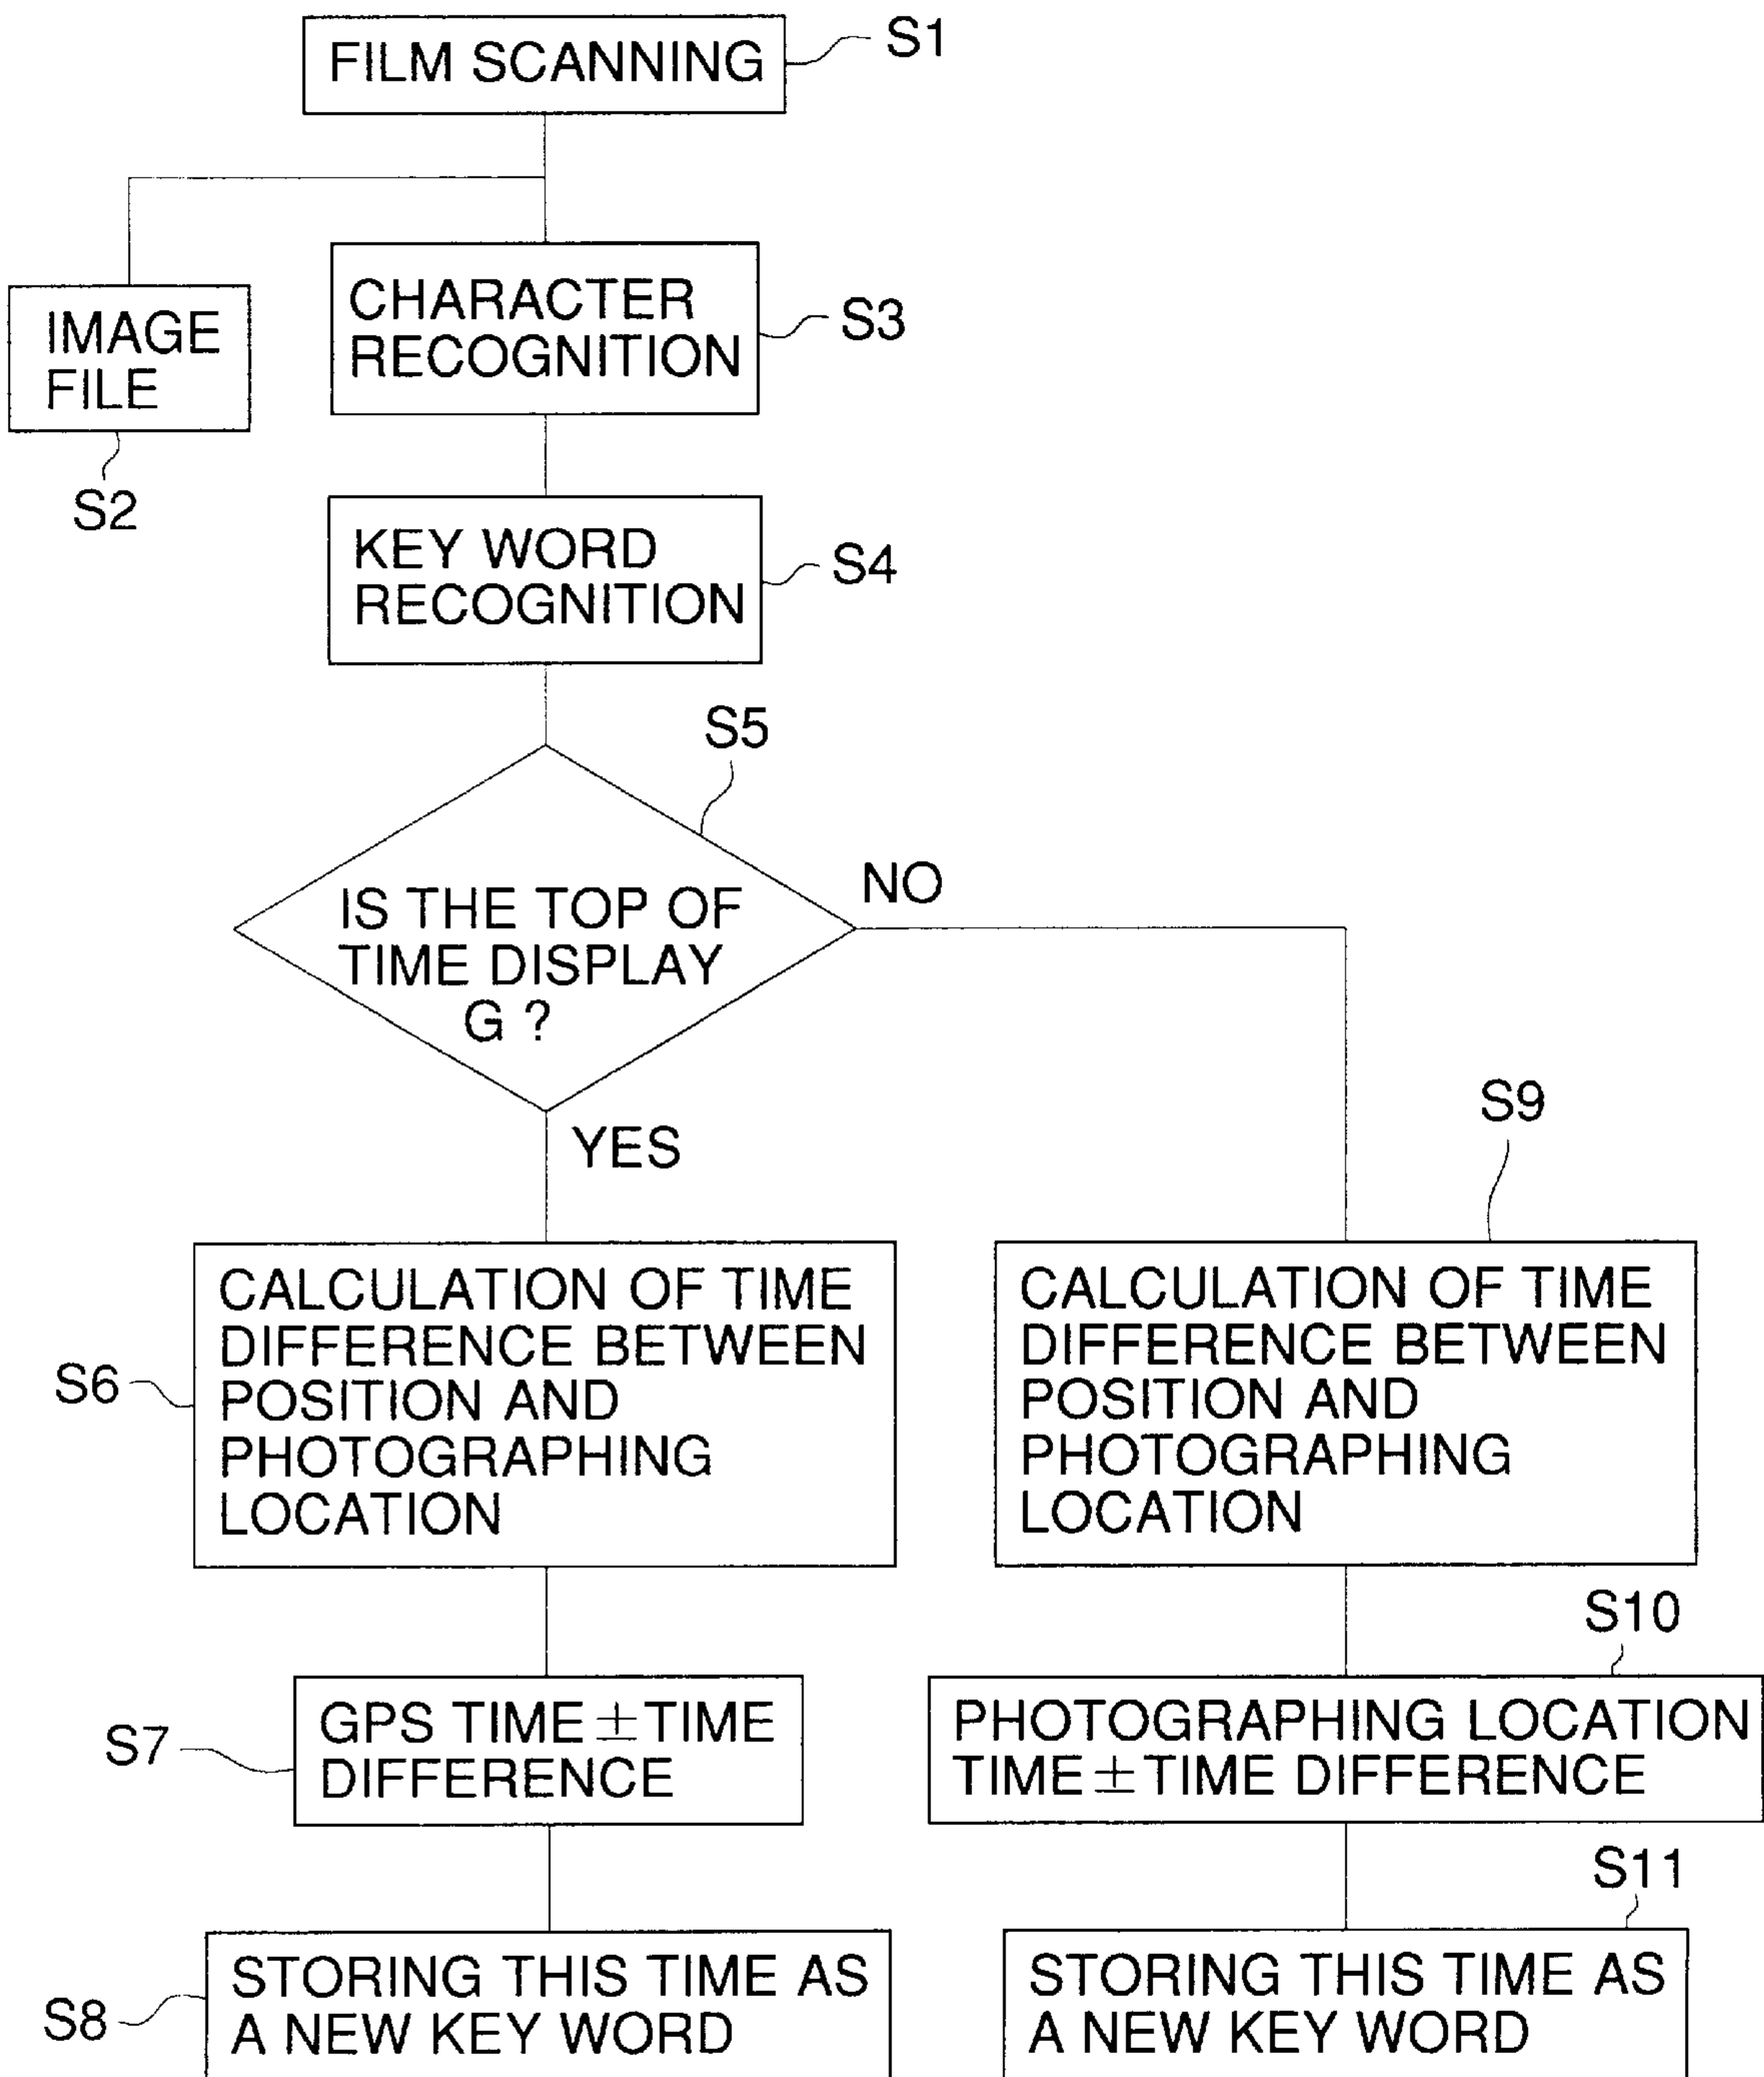 FILM SCANNING
S1
IMAGE
FILE
S2
CHARACTER
RECOGNITION
S3
KEY WORD
RECOGNITION
S4
S5
IS THE TOP OF
TIME DISPLAY
G ?
NO
YES
S6
CALCULATION OF TIME
DIFFERENCE BETWEEN
POSITION AND
PHOTOGRAPHING
LOCATION
S9
CALCULATION OF TIME
DIFFERENCE BETWEEN
POSITION AND
PHOTOGRAPHING
LOCATION
S7
GPS TIME ± TIME
DIFFERENCE
S10
PHOTOGRAPHING LOCATION
TIME ± TIME DIFFERENCE
S8
STORING THIS TIME AS
A NEW KEY WORD
S11
STORING THIS TIME AS
A NEW KEY WORD